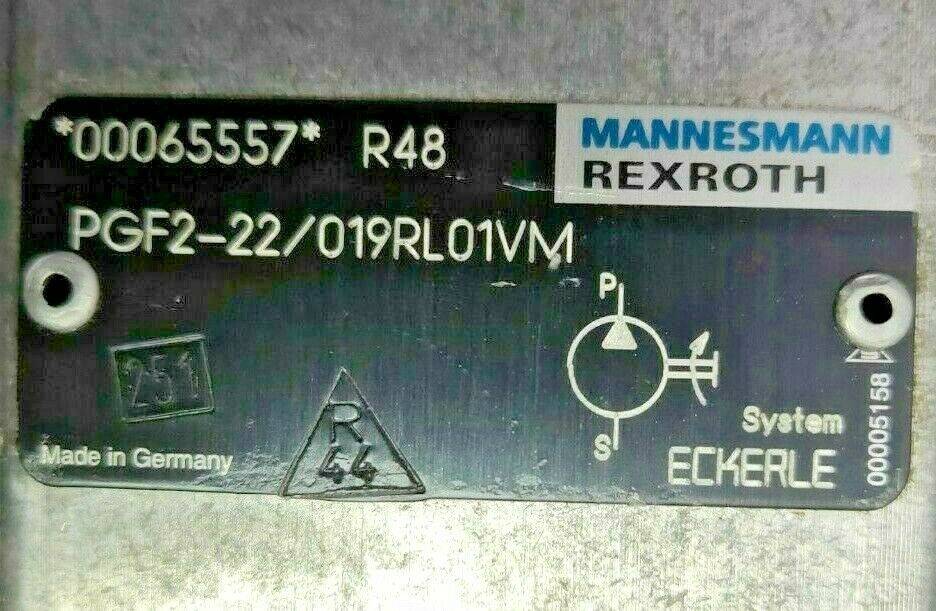 *00065557* R48
MANNESMANN
REXROTH
PGF2-22/019RL01VM
P
251
R
44
S
System
ECKERLE
Made in Germany
00005158